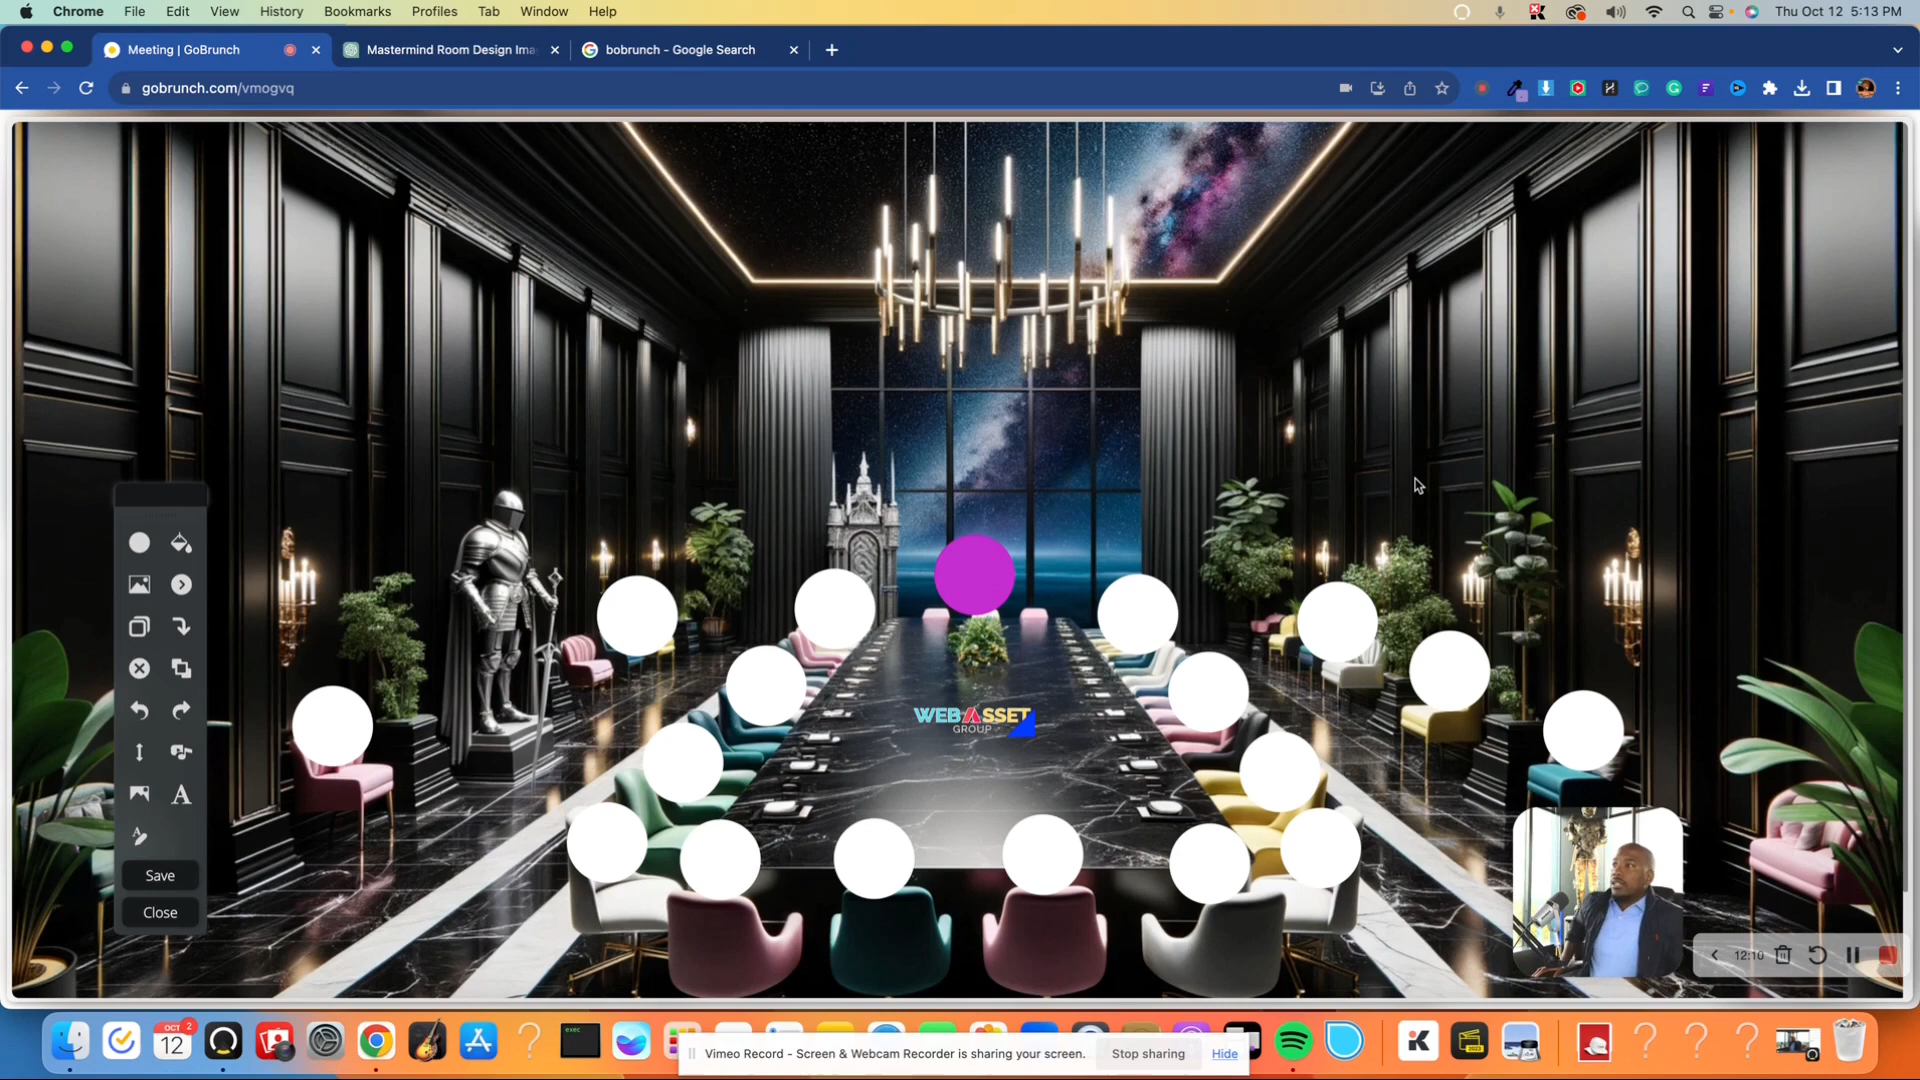 Chrome File Edit View History Bookmarks Profiles Tab Window Help Thu Oct 12 5:13 PM
Meeting | GoBrunch Mastermind Room Design Ima bobrunch - Google Search
gobrunch.com/vmogvq
WEB ASSET
GROUP
A
Save
Close
12:10
OCT 2
12
exec
Vimeo Record - Screen & Webcam Recorder is sharing your screen. Stop sharing Hide